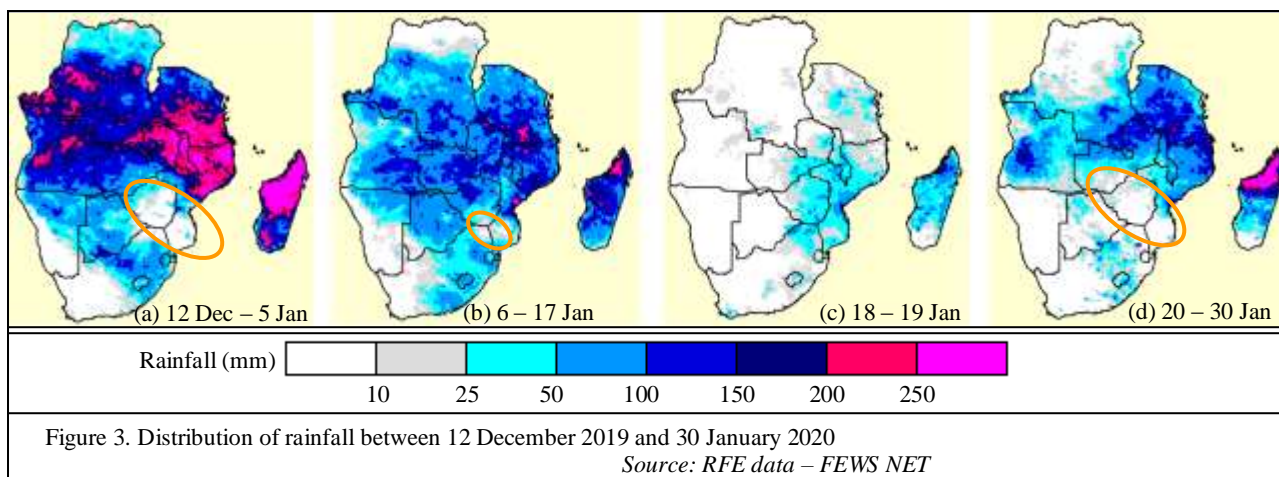 (a) 12 Dec – 5 Jan
(b) 6 – 17 Jan
(c) 18 – 19 Jan
(d) 20 – 30 Jan
Rainfall (mm)
10 25 50 100 150 200 250
Figure 3. Distribution of rainfall between 12 December 2019 and 30 January 2020
Source: RFE data – FEWS NET